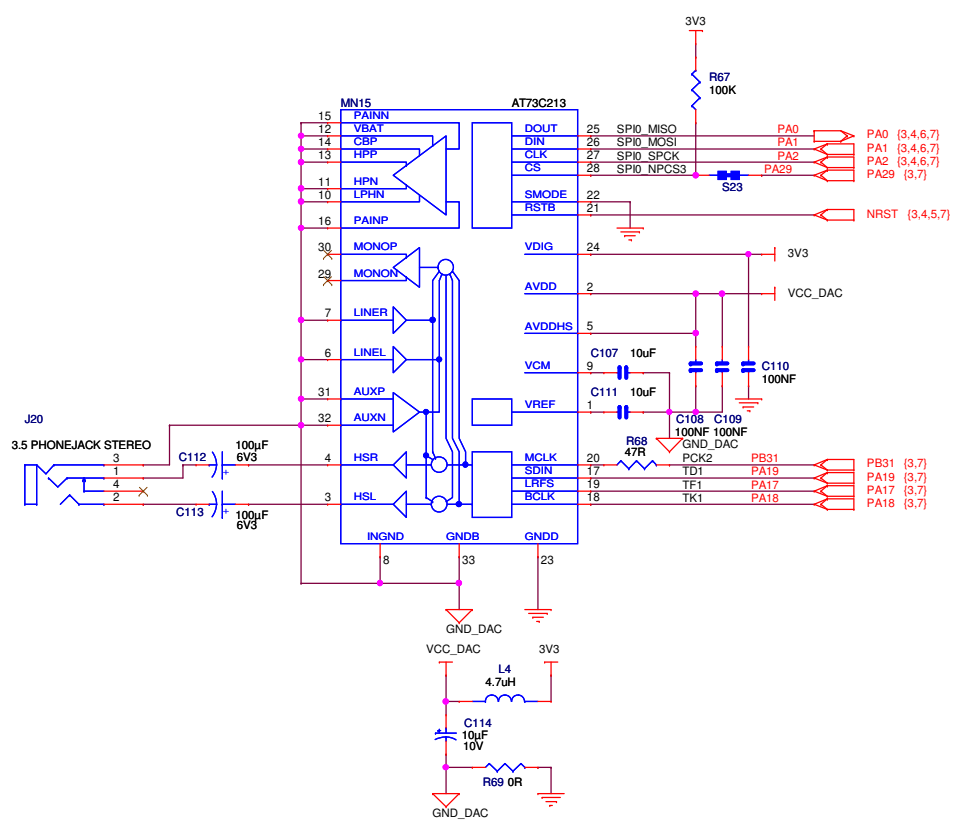 3V3
R67
100K
MN15
AT73C213
15 PAINN
12 VBAT
14 CBP
13 HPP
11 HPN
10 LPHN
16 PAINP
30 MONOP
29 MONON
7 LINER
6 LINEL
31 AUXP
32 AUXN
4 HSR
3 HSL
DOUT 25 SPI0_MISO PA0 PA0 {3,4,6,7}
DIN 26 SPI0_MOSI PA1 PA1 {3,4,6,7}
CLK 27 SPI0_SPCK PA2 PA2 {3,4,6,7}
CS 28 SPI0_NPCS3 PA29 PA29 {3,7}
S23
SMODE 22
RSTB 21 NRST {3,4,5,7}
VDIG 24 3V3
AVDD 2 VCC_DAC
AVDDHS 5
C107 10uF
VCM 9
C110
100NF
C111 10uF
VREF 1
C108 C109
100NF 100NF
GND_DAC
R68
47R
MCLK 20 PCK2 PB31 PB31 {3,7}
SDIN 17 TD1 PA19 PA19 {3,7}
LRFS 19 TF1 PA17 PA17 {3,7}
BCLK 18 TK1 PA18 PA18 {3,7}
J20
3.5 PHONEJACK STEREO
3
1
4
2
C112
100µF
6V3
C113
100µF
6V3
INGND GNDB GNDD
8 33 23
GND_DAC
VCC_DAC 3V3
L4
4.7uH
C114
10µF
10V
R69 0R
GND_DAC